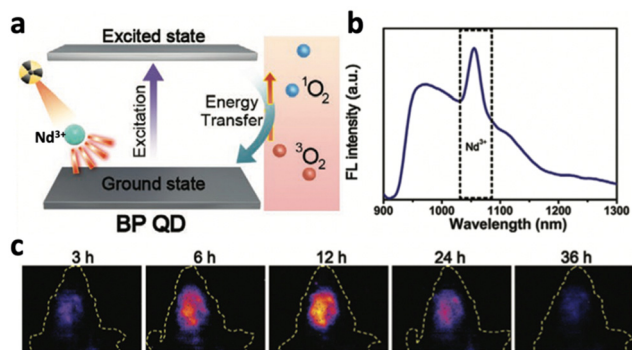 a
Excited state
Nd³⁺
Excitation
Energy
Transfer
¹O₂
³O₂
Ground state
BP QD
b
FL intensity (a.u.)
Nd³⁺
900 1000 1100 1200 1300
Wavelength (nm)
c
3 h 6 h 12 h 24 h 36 h